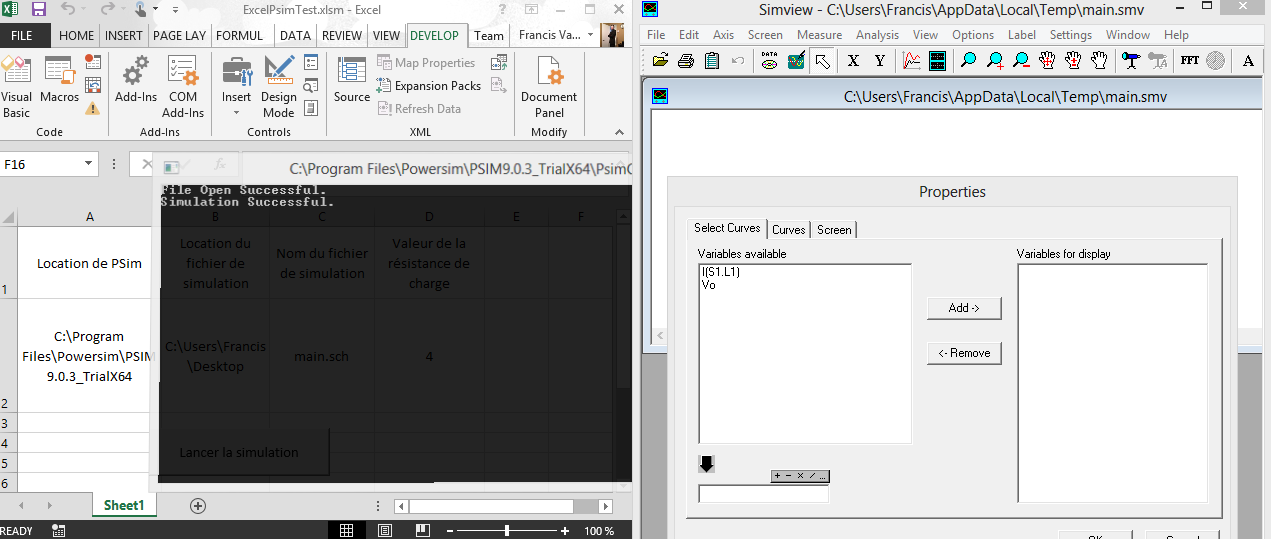 ExcelPsimTest.xlsm - Excel
FILE HOME INSERT PAGE LAY FORMUL DATA REVIEW VIEW DEVELOP Team Francis Va...
Visual Basic
Macros
Code
Add-Ins
COM Add-Ins
Add-Ins
Insert
Design Mode
Controls
Source
Map Properties
Expansion Packs
Refresh Data
XML
Document Panel
Modify
F16
C:\Program Files\Powersim\PSIM9.0.3_TrialX64\PsimC
File Open Successful.
Simulation Successful.
A B C D E F
1
Location de PSim
Location du
fichier de
simulation
Nom du fichier
de simulation
Valeur de la
résistance de
charge
2
C:\Program
Files\Powersim\PSIM
9.0.3_TrialX64
C:\Users\Francis
\Desktop
main.sch
4
3
4
5
6
Lancer la simulation
Sheet1
READY
100 %
Simview - C:\Users\Francis\AppData\Local\Temp\main.smv
File Edit Axis Screen Measure Analysis View Options Label Settings Window Help
X Y FFT A
C:\Users\Francis\AppData\Local\Temp\main.smv
Properties
Select Curves Curves Screen
Variables available
I(S1.L1)
Vo
Variables for display
Add ->
<- Remove
+ - × / ...